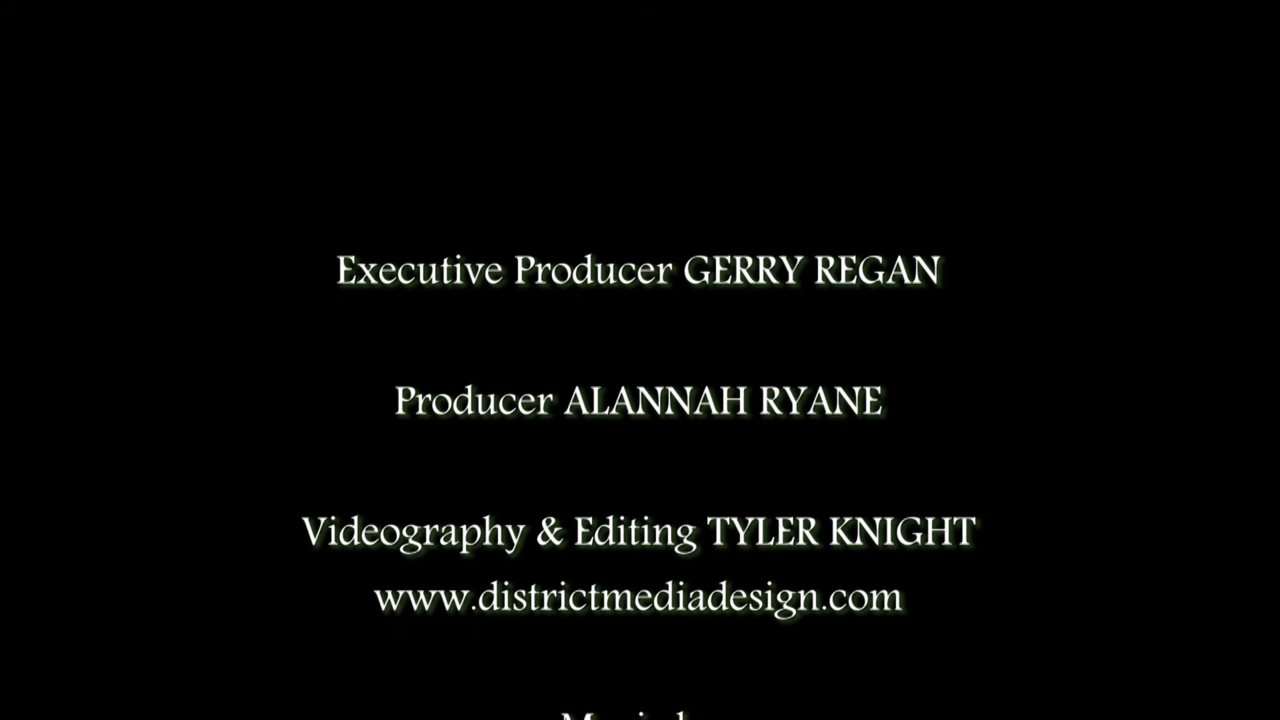 Executive Producer GERRY REGAN
Producer ALANNAH RYANE
Videography & Editing TYLER KNIGHT
www.districtmediadesign.com